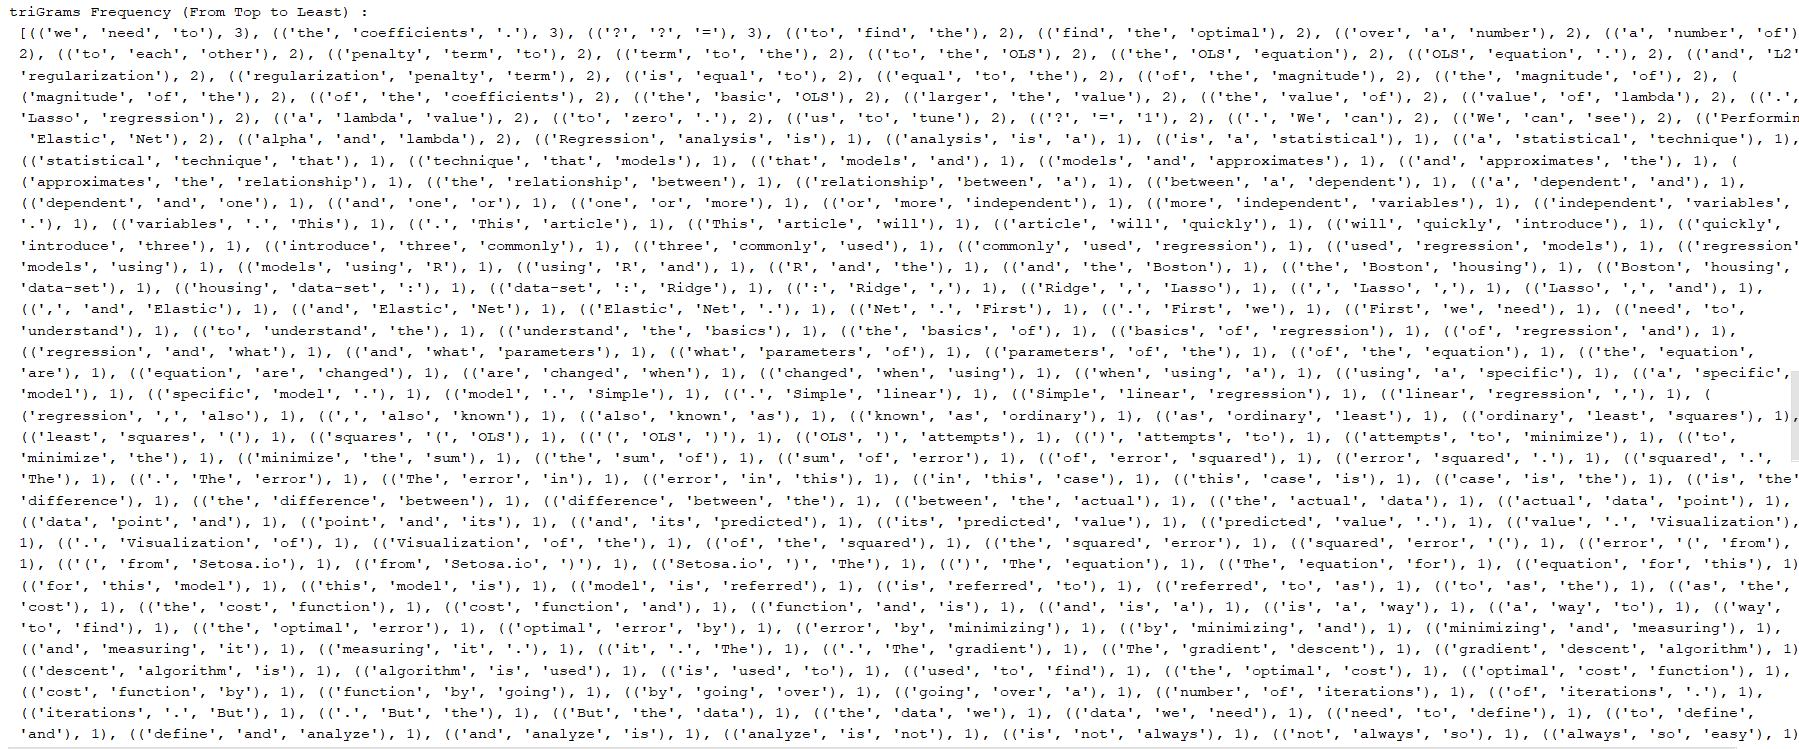 triGrams Frequency (From Top to Least) :
[(('we', 'need', 'to'), 3), (('the', 'coefficients', '.'), 3), (('?', '?', '='), 3), (('to', 'find', 'the'), 2), (('find', 'the', 'optimal'), 2), (('over', 'a', 'number'), 2), (('a', 'number', 'of'),
2), (('to', 'each', 'other'), 2), (('penalty', 'term', 'to'), 2), (('term', 'to', 'the'), 2), (('to', 'the', 'OLS'), 2), (('the', 'OLS', 'equation'), 2), (('OLS', 'equation', '.'), 2), (('and', 'L2',
'regularization'), 2), (('regularization', 'penalty', 'term'), 2), (('is', 'equal', 'to'), 2), (('equal', 'to', 'the'), 2), (('of', 'the', 'magnitude'), 2), (('the', 'magnitude', 'of'), 2), (
('magnitude', 'of', 'the'), 2), (('of', 'the', 'coefficients'), 2), (('the', 'basic', 'OLS'), 2), (('larger', 'the', 'value'), 2), (('the', 'value', 'of'), 2), (('value', 'of', 'lambda'), 2), (('.',
'Lasso', 'regression'), 2), (('a', 'lambda', 'value'), 2), (('to', 'zero', '.'), 2), (('us', 'to', 'tune'), 2), (('?', '=', '1'), 2), (('.', 'We', 'can'), 2), (('We', 'can', 'see'), 2), (('Performin
'Elastic', 'Net'), 2), (('alpha', 'and', 'lambda'), 2), (('Regression', 'analysis', 'is'), 1), (('analysis', 'is', 'a'), 1), (('is', 'a', 'statistical'), 1), (('a', 'statistical', 'technique'), 1),
(('statistical', 'technique', 'that'), 1), (('technique', 'that', 'models'), 1), (('that', 'models', 'and'), 1), (('models', 'and', 'approximates'), 1), (('and', 'approximates', 'the'), 1), (
('approximates', 'the', 'relationship'), 1), (('the', 'relationship', 'between'), 1), (('relationship', 'between', 'a'), 1), (('between', 'a', 'dependent'), 1), (('a', 'dependent', 'and'), 1),
(('dependent', 'and', 'one'), 1), (('and', 'one', 'or'), 1), (('one', 'or', 'more'), 1), (('or', 'more', 'independent'), 1), (('more', 'independent', 'variables'), 1), (('independent', 'variables',
'.'), 1), (('variables', '.', 'This'), 1), (('.', 'This', 'article'), 1), (('This', 'article', 'will'), 1), (('article', 'will', 'quickly'), 1), (('will', 'quickly', 'introduce'), 1), (('quickly',
'introduce', 'three'), 1), (('introduce', 'three', 'commonly'), 1), (('three', 'commonly', 'used'), 1), (('commonly', 'used', 'regression'), 1), (('used', 'regression', 'models'), 1), (('regression'
'models', 'using'), 1), (('models', 'using', 'R'), 1), (('using', 'R', 'and'), 1), (('R', 'and', 'the'), 1), (('and', 'the', 'Boston'), 1), (('the', 'Boston', 'housing'), 1), (('Boston', 'housing',
'data-set'), 1), (('housing', 'data-set', ':'), 1), (('data-set', ':', 'Ridge'), 1), ((':', 'Ridge', ','), 1), (('Ridge', ',', 'Lasso'), 1), ((',', 'Lasso', ','), 1), (('Lasso', ',', 'and'), 1),
((',', 'and', 'Elastic'), 1), (('and', 'Elastic', 'Net'), 1), (('Elastic', 'Net', '.'), 1), (('Net', '.', 'First'), 1), (('.', 'First', 'we'), 1), (('First', 'we', 'need'), 1), (('need', 'to',
'understand'), 1), (('to', 'understand', 'the'), 1), (('understand', 'the', 'basics'), 1), (('the', 'basics', 'of'), 1), (('basics', 'of', 'regression'), 1), (('of', 'regression', 'and'), 1),
(('regression', 'and', 'what'), 1), (('and', 'what', 'parameters'), 1), (('what', 'parameters', 'of'), 1), (('parameters', 'of', 'the'), 1), (('of', 'the', 'equation'), 1), (('the', 'equation',
'are'), 1), (('equation', 'are', 'changed'), 1), (('are', 'changed', 'when'), 1), (('changed', 'when', 'using'), 1), (('when', 'using', 'a'), 1), (('using', 'a', 'specific'), 1), (('a', 'specific',
'model'), 1), (('specific', 'model', '.'), 1), (('model', '.', 'Simple'), 1), (('.', 'Simple', 'linear'), 1), (('Simple', 'linear', 'regression'), 1), (('linear', 'regression', ','), 1), (
('regression', ',', 'also'), 1), ((',', 'also', 'known'), 1), (('also', 'known', 'as'), 1), (('known', 'as', 'ordinary'), 1), (('as', 'ordinary', 'least'), 1), (('ordinary', 'least', 'squares'), 1),
(('least', 'squares', '('), 1), (('squares', '(', 'OLS'), 1), (('(', 'OLS', ')'), 1), (('OLS', ')', 'attempts'), 1), ((')', 'attempts', 'to'), 1), (('attempts', 'to', 'minimize'), 1), (('to',
'minimize', 'the'), 1), (('minimize', 'the', 'sum'), 1), (('the', 'sum', 'of'), 1), (('sum', 'of', 'error'), 1), (('of', 'error', 'squared'), 1), (('error', 'squared', '.'), 1), (('squared', '.',
'The'), 1), (('.', 'The', 'error'), 1), (('The', 'error', 'in'), 1), (('error', 'in', 'this'), 1), (('in', 'this', 'case'), 1), (('this', 'case', 'is'), 1), (('case', 'is', 'the'), 1), (('is', 'the'
'difference'), 1), (('the', 'difference', 'between'), 1), (('difference', 'between', 'the'), 1), (('between', 'the', 'actual'), 1), (('the', 'actual', 'data'), 1), (('actual', 'data', 'point'), 1),
(('data', 'point', 'and'), 1), (('point', 'and', 'its'), 1), (('and', 'its', 'predicted'), 1), (('its', 'predicted', 'value'), 1), (('predicted', 'value', '.'), 1), (('value', '.', 'Visualization'),
1), (('.', 'Visualization', 'of'), 1), (('Visualization', 'of', 'the'), 1), (('of', 'the', 'squared'), 1), (('the', 'squared', 'error'), 1), (('squared', 'error', '('), 1), (('error', '(', 'from'),
1), (('(', 'from', 'Setosa.io'), 1), (('from', 'Setosa.io', ')'), 1), (('Setosa.io', ')', 'The'), 1), ((')', 'The', 'equation'), 1), (('The', 'equation', 'for'), 1), (('equation', 'for', 'this'), 1)
(('for', 'this', 'model'), 1), (('this', 'model', 'is'), 1), (('model', 'is', 'referred'), 1), (('is', 'referred', 'to'), 1), (('referred', 'to', 'as'), 1), (('to', 'as', 'the'), 1), (('as', 'the',
'cost'), 1), (('the', 'cost', 'function'), 1), (('cost', 'function', 'and'), 1), (('function', 'and', 'is'), 1), (('and', 'is', 'a'), 1), (('is', 'a', 'way'), 1), (('a', 'way', 'to'), 1), (('way',
'to', 'find'), 1), (('the', 'optimal', 'error'), 1), (('optimal', 'error', 'by'), 1), (('error', 'by', 'minimizing'), 1), (('by', 'minimizing', 'and'), 1), (('minimizing', 'and', 'measuring'), 1),
(('and', 'measuring', 'it'), 1), (('measuring', 'it', '.'), 1), (('it', '.', 'The'), 1), (('.', 'The', 'gradient'), 1), (('The', 'gradient', 'descent'), 1), (('gradient', 'descent', 'algorithm'), 1)
(('descent', 'algorithm', 'is'), 1), (('algorithm', 'is', 'used'), 1), (('is', 'used', 'to'), 1), (('used', 'to', 'find'), 1), (('the', 'optimal', 'cost'), 1), (('optimal', 'cost', 'function'), 1),
(('cost', 'function', 'by'), 1), (('function', 'by', 'going'), 1), (('by', 'going', 'over'), 1), (('going', 'over', 'a'), 1), (('number', 'of', 'iterations'), 1), (('of', 'iterations', '.'), 1),
(('iterations', '.', 'But'), 1), (('.', 'But', 'the'), 1), (('But', 'the', 'data'), 1), (('the', 'data', 'we'), 1), (('data', 'we', 'need'), 1), (('need', 'to', 'define'), 1), (('to', 'define',
'and'), 1), (('define', 'and', 'analyze'), 1), (('and', 'analyze', 'is'), 1), (('analyze', 'is', 'not'), 1), (('is', 'not', 'always'), 1), (('not', 'always', 'so'), 1), (('always', 'so', 'easy'), 1)